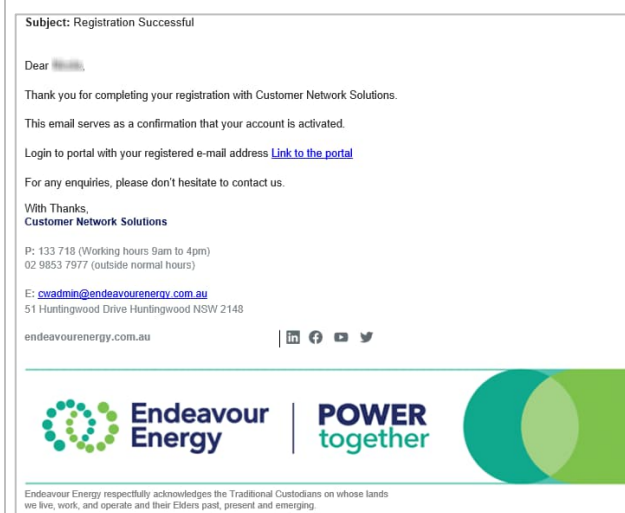 Subject: Registration Successful
Dear ,
Thank you for completing your registration with Customer Network Solutions.
This email serves as a confirmation that your account is activated.
Login to portal with your registered e-mail address Link to the portal
For any enquiries, please don't hesitate to contact us.
With Thanks,
Customer Network Solutions
P: 133 718 (Working hours 9am to 4pm)
02 9853 7977 (outside normal hours)
E: cwadmin@endeavourenergy.com.au
51 Huntingwood Drive Huntingwood NSW 2148
endeavourenergy.com.au
Endeavour
Energy
POWER
together
Endeavour Energy respectfully acknowledges the Traditional Custodians on whose lands
we live, work, and operate and their Elders past, present and emerging.